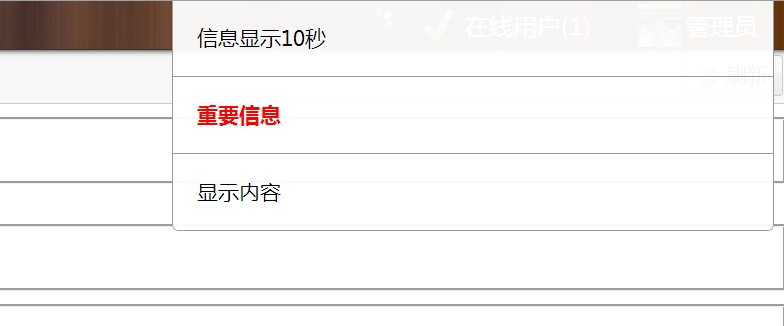 信息显示10秒
在线用户(1)
管理员
刷新
重要信息
显示内容